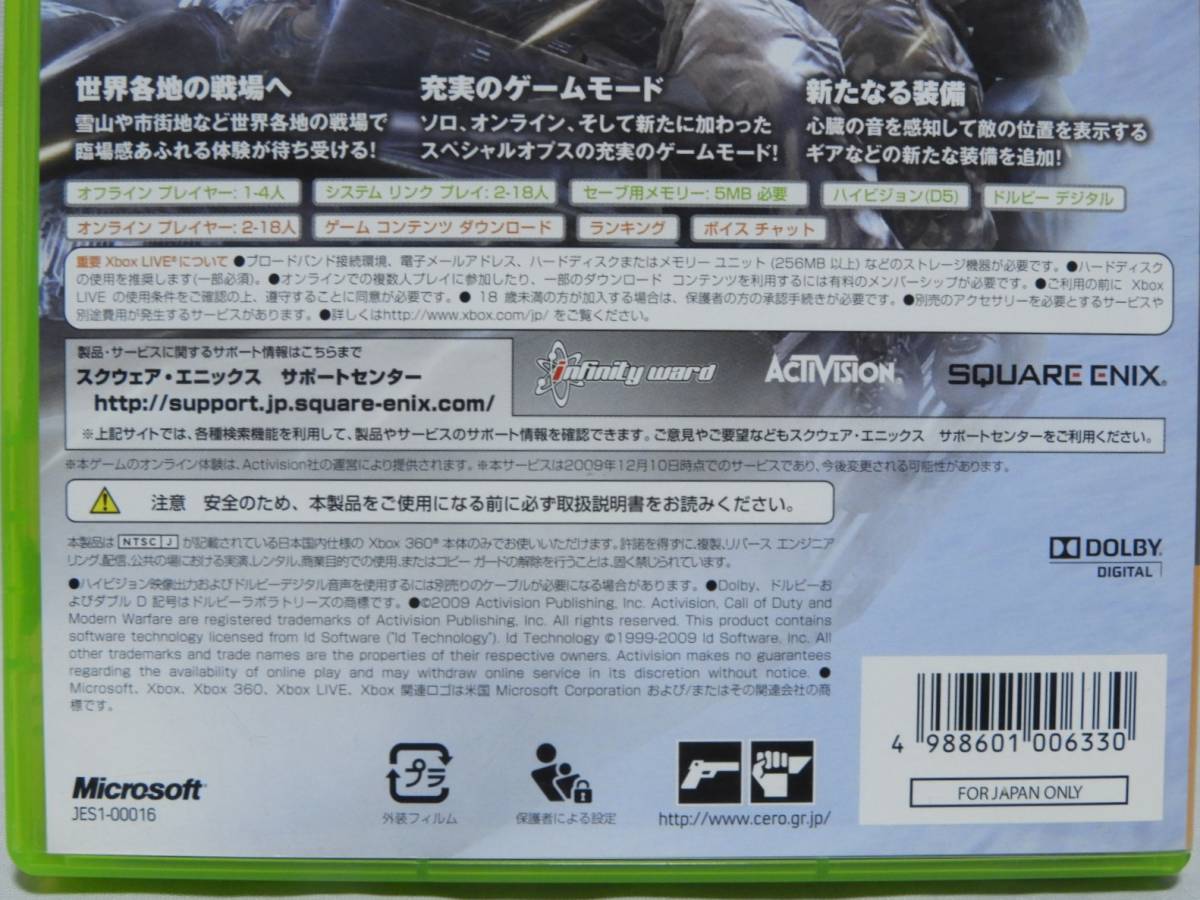 世界各地の戦場へ
雪山や市街地など世界各地の戦場で
臨場感あふれる体験が待ち受ける!
充実のゲームモード
ソロ、オンライン、そして新たに加わった
スペシャルオプスの充実のゲームモード!
新たなる装備
心臓の音を感知して敵の位置を表示する
ギアなどの新たな装備を追加!
オフライン プレイヤー: 1-4人
システム リンク プレイ: 2-18人
セーブ用メモリー: 5MB 必要
ハイビジョン(D5)
ドルビー デジタル
オンライン プレイヤー: 2-18人
ゲーム コンテンツ ダウンロード
ランキング
ボイス チャット
重要 Xbox LIVE®について ●ブロードバンド接続環境、電子メールアドレス、ハードディスクまたはメモリー ユニット (256MB 以上) などのストレージ機器が必要です。●ハードディスク
の使用を推奨します(一部必須)。●オンラインでの複数人プレイに参加したり、一部のダウンロード コンテンツを利用するには有料のメンバーシップが必要です。●ご利用の前に Xbox
LIVE の使用条件をご確認の上、遵守することに同意が必要です。● 18 歳未満の方が加入する場合は、保護者の方の承認手続きが必要です。●別売のアクセサリーを必要とするサービスや
別途費用が発生するサービスがあります。●詳しくはhttp://www.xbox.com/jp/ をご覧ください。
製品・サービスに関するサポート情報はこちらまで
スクウェア・エニックス サポートセンター
http://support.jp.square-enix.com/
infinity ward
ACTIVISION®
SQUARE ENIX®
※上記サイトでは、各種検索機能を利用して、製品やサービスのサポート情報を確認できます。ご意見やご要望などもスクウェア・エニックス サポートセンターをご利用ください。
※本ゲームのオンライン体験は、Activision社の運営により提供されます。※本サービスは2009年12月10日時点でのサービスであり、今後変更される可能性があります。
注意 安全のため、本製品をご使用になる前に必ず取扱説明書をお読みください。
本製品は NTSC J が記載されている日本国内仕様の Xbox 360® 本体のみでお使いいただけます。許諾を得ずに、複製、リバース エンジニア
リング、配信、公共の場における実演、レンタル、商業目的での使用、またはコピー ガードの解除を行うことは、固く禁じられています。
●ハイビジョン映像出力およびドルビーデジタル音声を使用するには別売りのケーブルが必要になる場合があります。●Dolby、ドルビーお
よびダブル D 記号はドルビーラボラトリーズの商標です。●©2009 Activision Publishing, Inc. Activision, Call of Duty and
Modern Warfare are registered trademarks of Activision Publishing, Inc. All rights reserved. This product contains
software technology licensed from Id Software ("Id Technology"). Id Technology ©1999-2009 Id Software, Inc. All
other trademarks and trade names are the properties of their respective owners. Activision makes no guarantees
regarding the availability of online play and may withdraw online service in its discretion without notice. ●
Microsoft、Xbox、Xbox 360、Xbox LIVE、Xbox 関連ロゴは米国 Microsoft Corporation および/またはその関連会社の商
標です。
DOLBY®
DIGITAL
4 988601 006330
FOR JAPAN ONLY
Microsoft®
JES1-00016
プラ
外装フィルム
保護者による設定
http://www.cero.gr.jp/